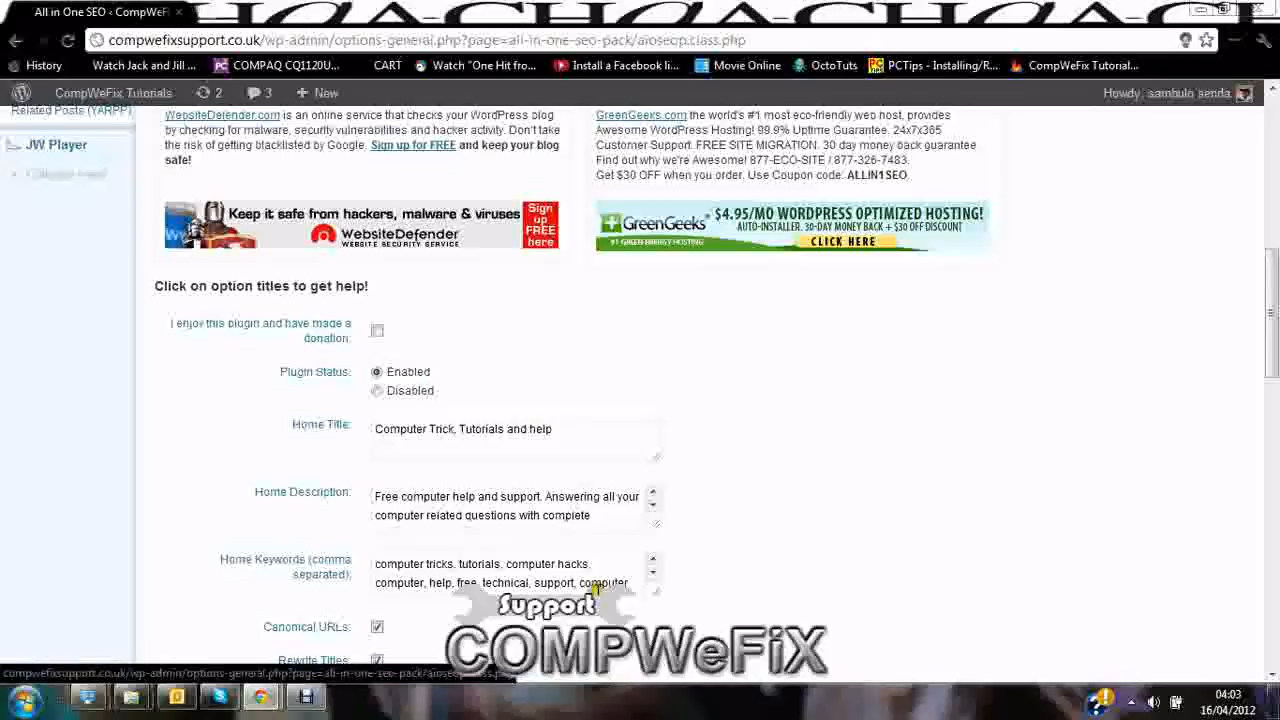 All in One SEO ‹ CompWeFi
compwefixsupport.co.uk/wp-admin/options-general.php?page=all-in-one-seo-pack/aioseop.class.php
History Watch Jack and Jill ... COMPAQ CQ1120U... CART Watch "One Hit fro... Install a Facebook li... Movie Online OctoTuts PCTips - Installing/R... CompWeFix Tutorial...
CompWeFix Tutorials 2 3 + New Howdy, sambulo senda
Related Posts (YARPP)
JW Player
Collapse menu
WebsiteDefender.com is an online service that checks your WordPress blog
by checking for malware, security vulnerabilities and hacker activity. Don't take
the risk of getting blacklisted by Google. Sign up for FREE and keep your blog
safe!
GreenGeeks.com the world's #1 most eco-friendly web host, provides
Awesome WordPress Hosting! 99.9% Uptime Guarantee. 24x7x365
Customer Support. FREE SITE MIGRATION. 30 day money back guarantee
Find out why we're Awesome! 877-ECO-SITE / 877-326-7483.
Get $30 OFF when you order. Use Coupon code: ALLIN1SEO.
Keep it safe from hackers, malware & viruses
WebsiteDefender
WEBSITE SECURITY SERVICE
Sign
up
FREE
here
GreenGeeks
#1 GREEN ENERGY HOSTING
$4.95/MO WORDPRESS OPTIMIZED HOSTING!
AUTO-INSTALLER. 30-DAY MONEY BACK + $30 OFF DISCOUNT
CLICK HERE
Click on option titles to get help!
I enjoy this plugin and have made a
donation:
Plugin Status: Enabled
Disabled
Home Title: Computer Trick, Tutorials and help
Home Description: Free computer help and support. Answering all your
computer related questions with complete
Home Keywords (comma
separated):
computer tricks, tutorials, computer hacks,
computer, help, free, technical, support, computer
Canonical URLs:
Rewrite Titles:
Support
COMPWeFiX
compwefixsupport.co.uk/wp-admin/options-general.php?page=all-in-one-seo-pack/aioseop.class.php
04:03
16/04/2012